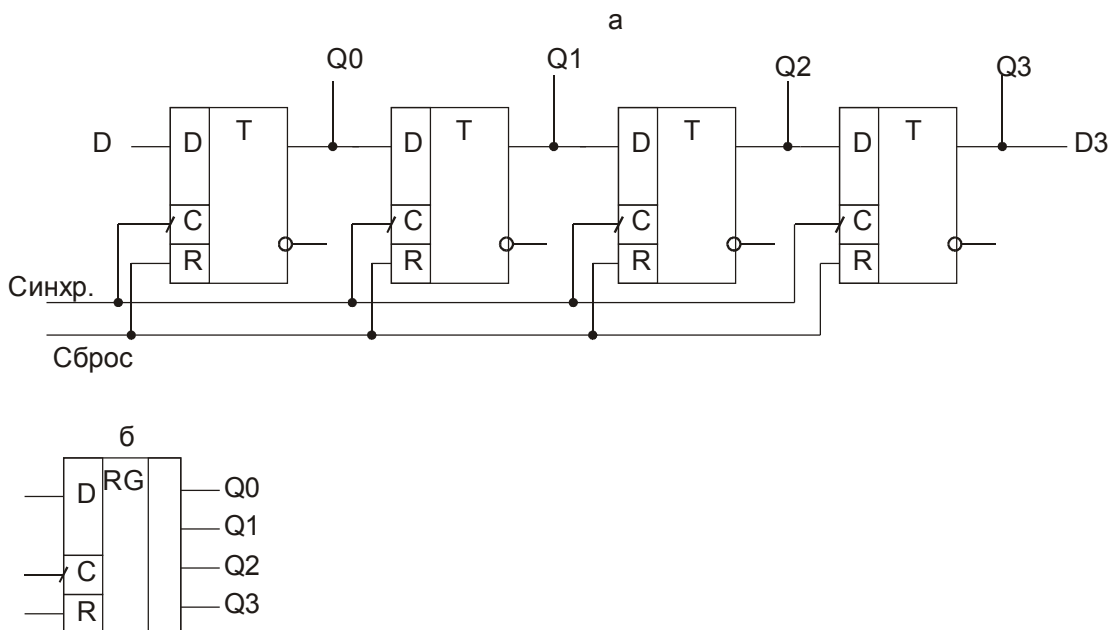 а
Q0 Q1 Q2 Q3
D D T D T D T D T D3
C C C C
R R R R
Синхр.
Сброс
б
D RG Q0
Q1
C Q2
R Q3